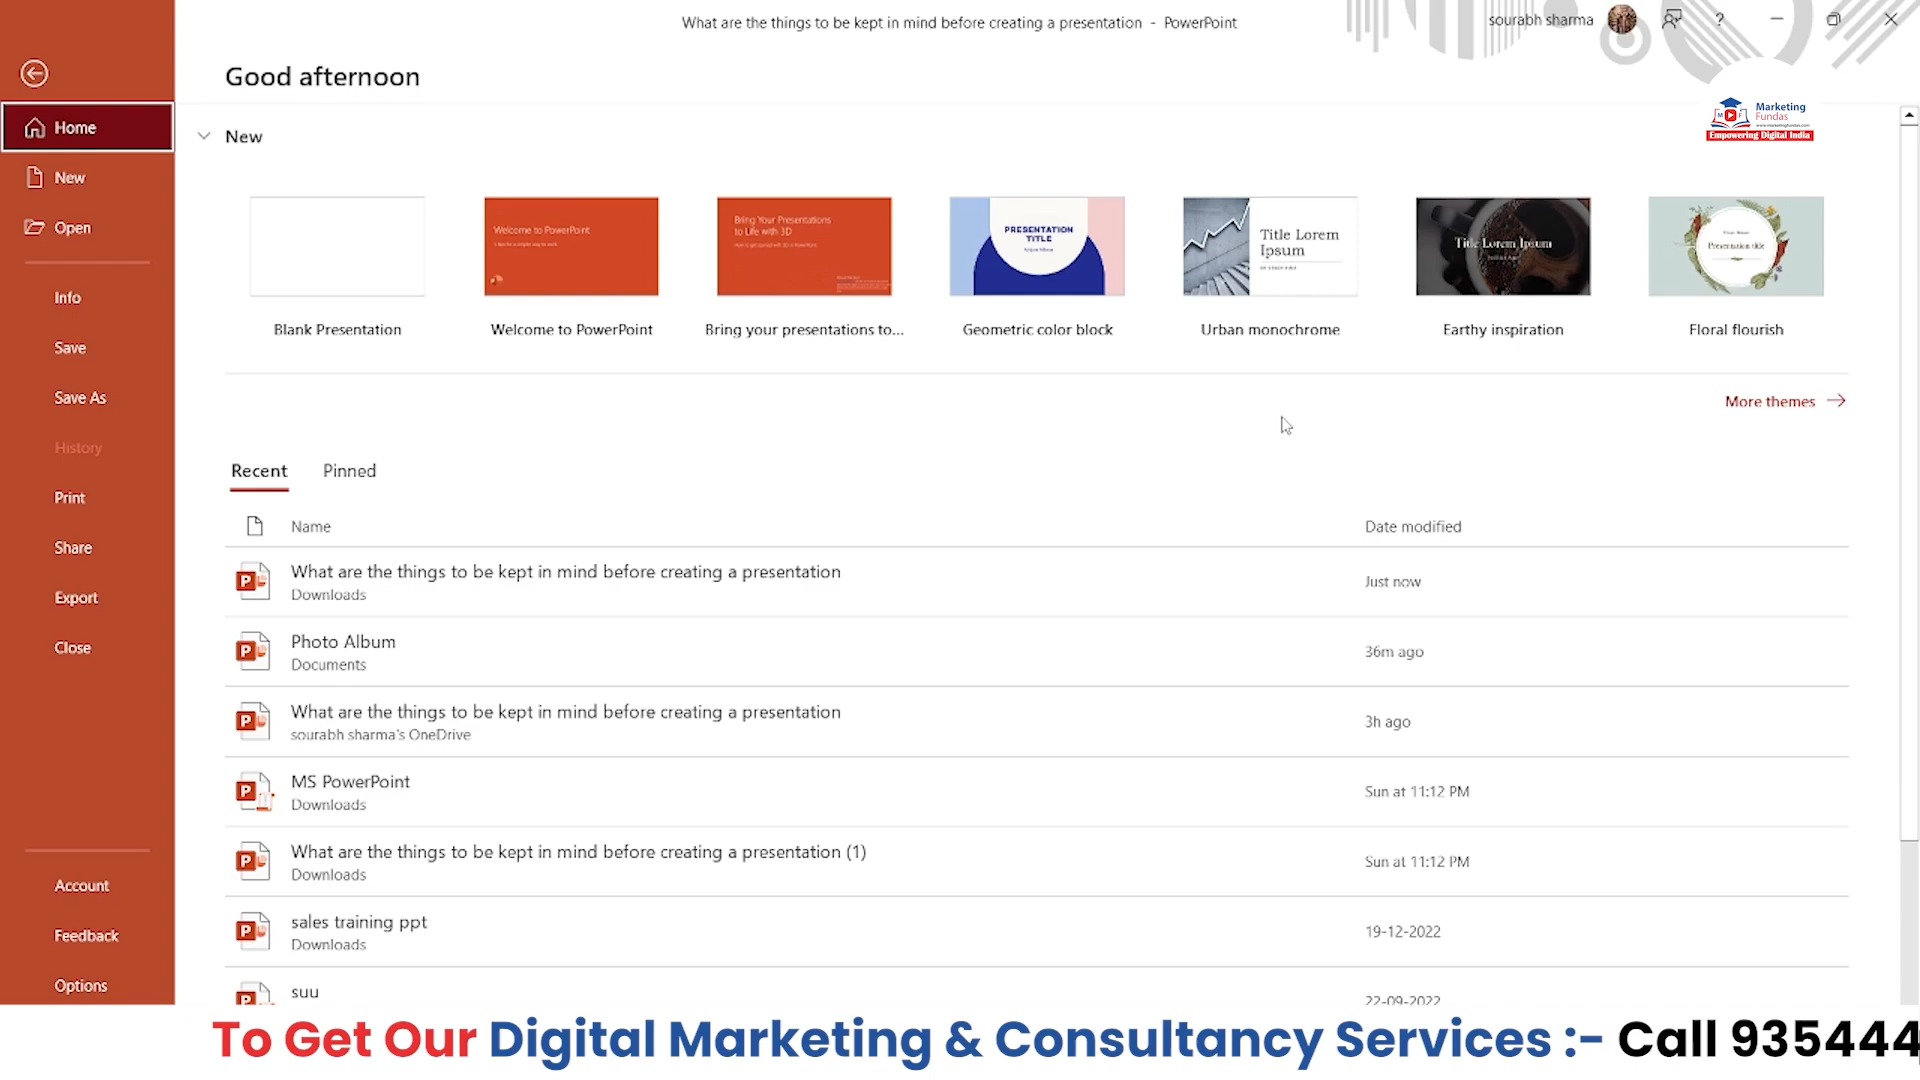 What are the things to be kept in mind before creating a presentation - PowerPoint
sourabh sharma
?
Good afternoon
Marketing
Fundas
www.marketingfundas.com
Empowering Digital India
Home
New
Open
Info
Save
Save As
History
Print
Share
Export
Close
Account
Feedback
Options
New
Welcome to PowerPoint
Bring Your Presentations
to Life with 3D
PRESENTATION
TITLE
Title Lorem
Ipsum
Title Lorem Ipsum
Presentation title
Blank Presentation
Welcome to PowerPoint
Bring your presentations to...
Geometric color block
Urban monochrome
Earthy inspiration
Floral flourish
More themes
Recent Pinned
Name Date modified
What are the things to be kept in mind before creating a presentation
Downloads
Just now
Photo Album
Documents
36m ago
What are the things to be kept in mind before creating a presentation
sourabh sharma's OneDrive
3h ago
MS PowerPoint
Downloads
Sun at 11:12 PM
What are the things to be kept in mind before creating a presentation (1)
Downloads
Sun at 11:12 PM
sales training ppt
Downloads
19-12-2022
suu
22-09-2022
To Get Our Digital Marketing & Consultancy Services :- Call 935444